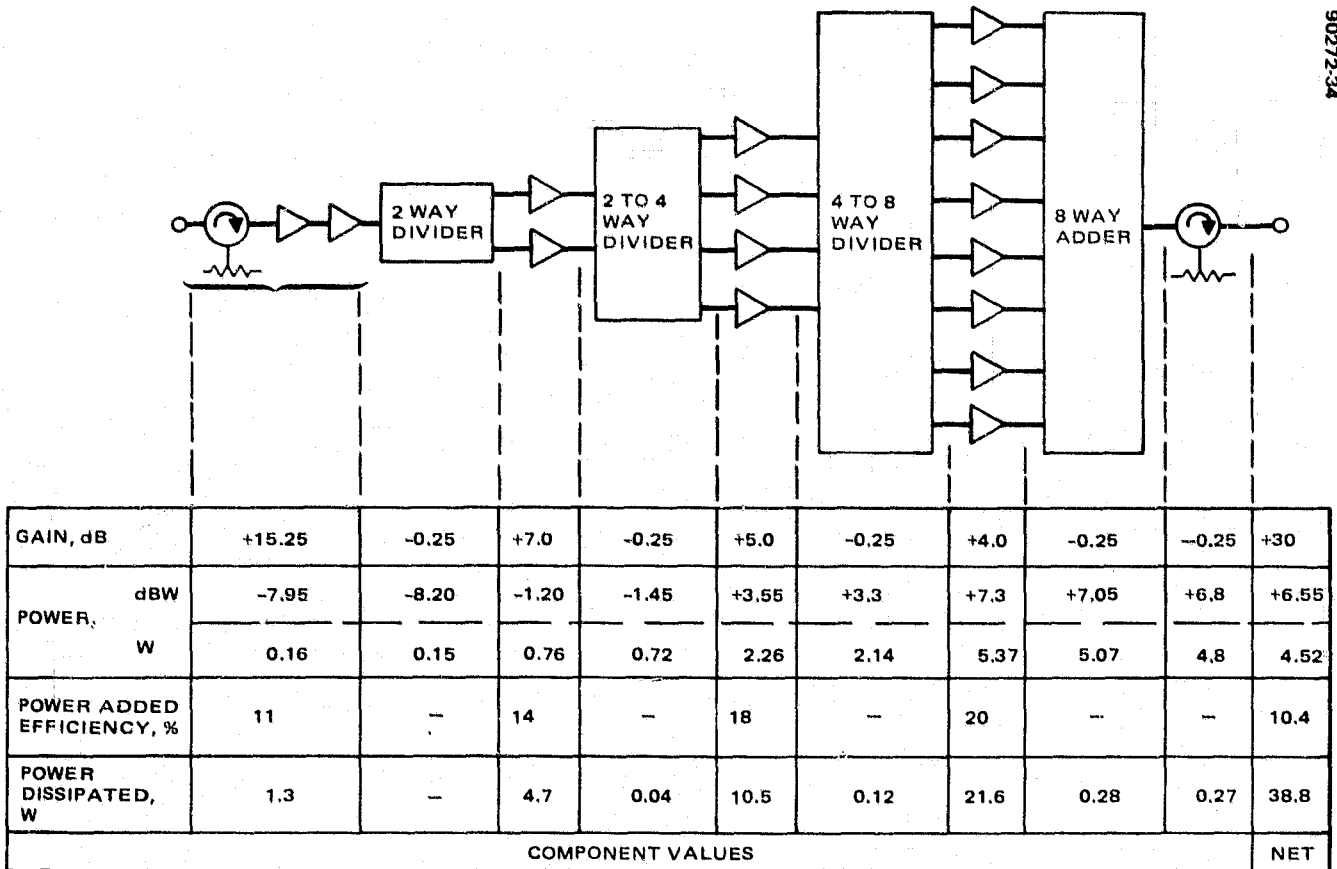 90272-34
2 WAY
DIVIDER
2 TO 4
WAY
DIVIDER
4 TO 8
WAY
DIVIDER
8 WAY
ADDER
GAIN, dB +15.25 -0.25 +7.0 -0.25 +5.0 -0.25 +4.0 -0.25 -0.25 +30
POWER, dBW -7.95 -8.20 -1.20 -1.45 +3.55 +3.3 +7.3 +7.05 +6.8 +6.55
W 0.16 0.15 0.76 0.72 2.26 2.14 5.37 5.07 4.8 4.52
POWER ADDED
EFFICIENCY, % 11 - 14 - 18 - 20 - - 10.4
POWER
DISSIPATED,
W 1.3 - 4.7 0.04 10.5 0.12 21.6 0.28 0.27 38.8
COMPONENT VALUES NET